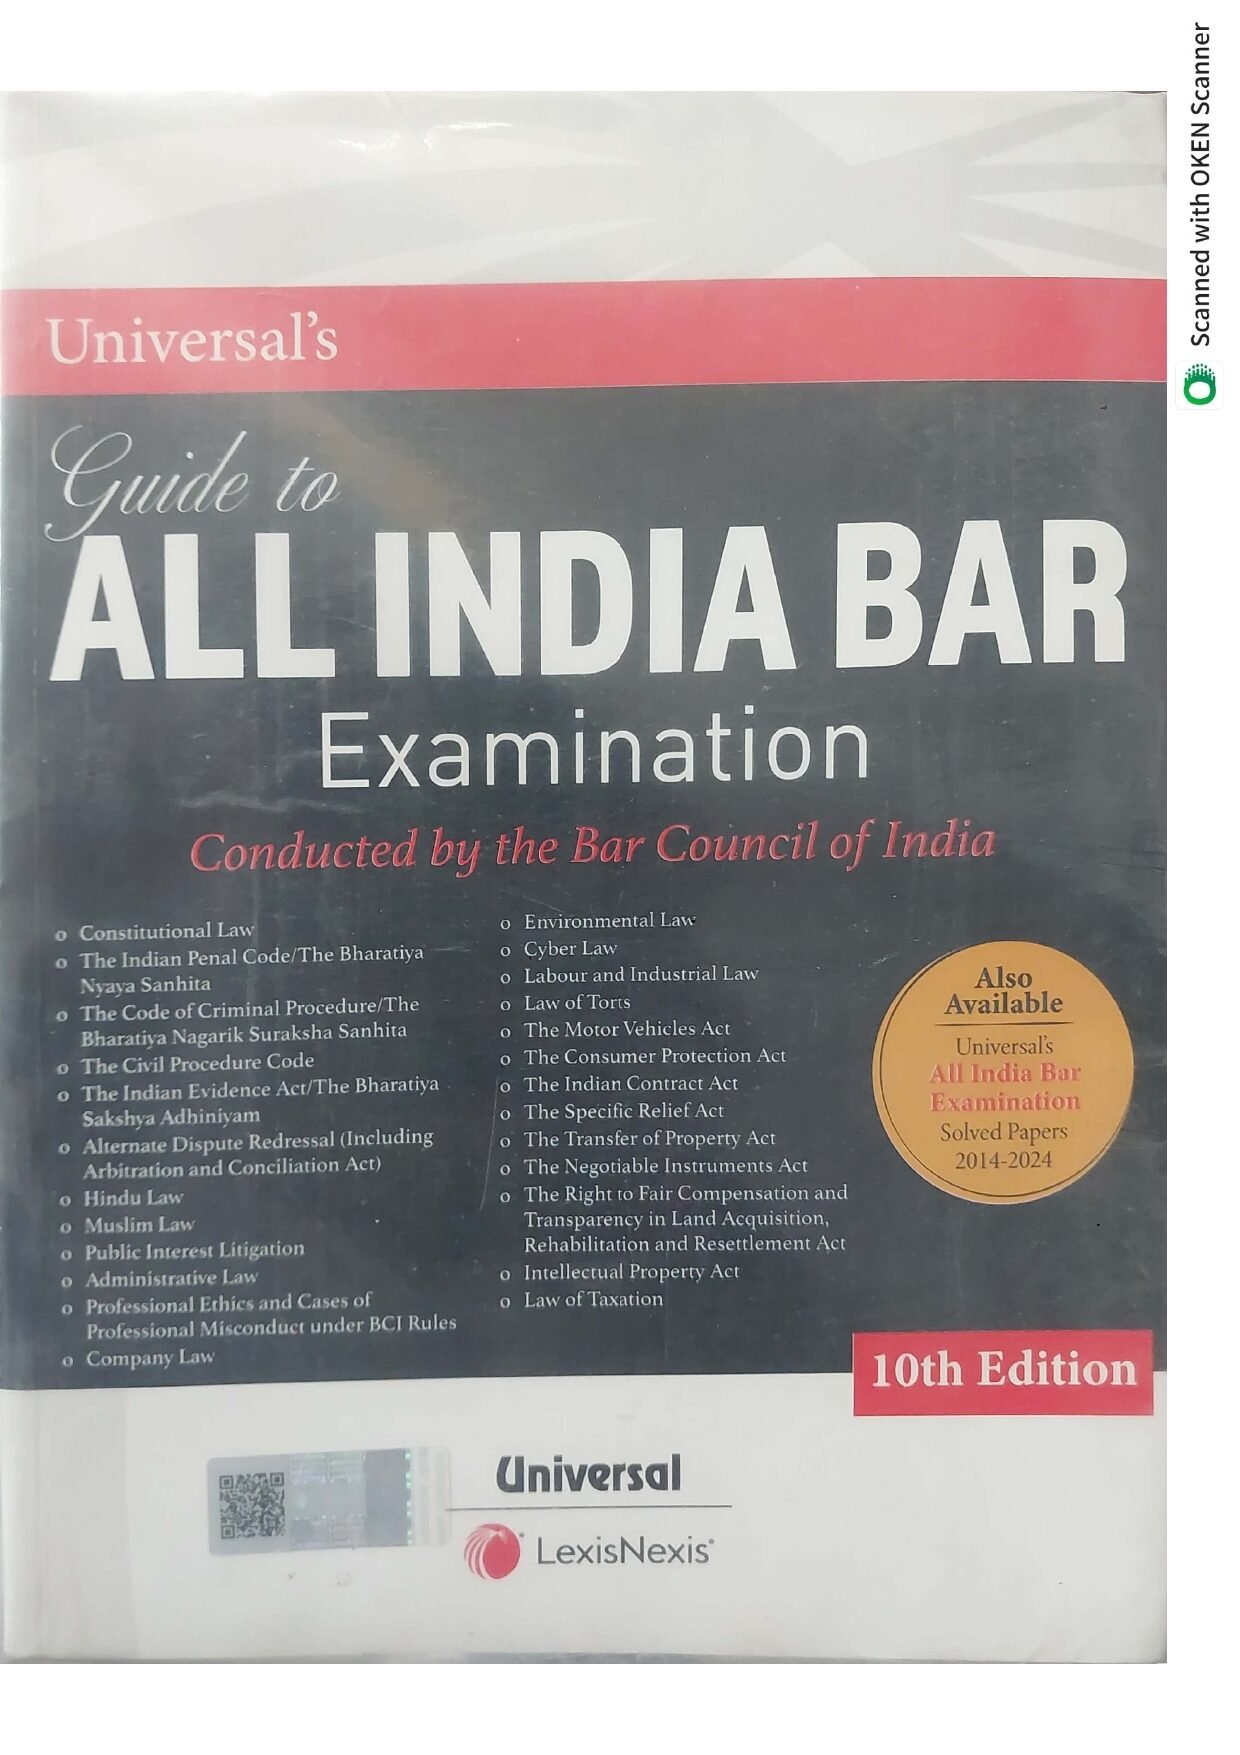 Scanned with OKEN Scanner
Universal's
Guide to
ALL INDIA BAR
Examination
Conducted by the Bar Council of India
o Constitutional Law
o The Indian Penal Code/The Bharatiya
Nyaya Sanhita
o The Code of Criminal Procedure/The
Bharatiya Nagarik Suraksha Sanhita
o The Civil Procedure Code
o The Indian Evidence Act/The Bharatiya
Sakshya Adhiniyam
o Alternate Dispute Redressal (Including
Arbitration and Conciliation Act)
o Hindu Law
o Muslim Law
o Public Interest Litigation
o Administrative Law
o Professional Ethics and Cases of
Professional Misconduct under BCI Rules
o Company Law
o Environmental Law
o Cyber Law
o Labour and Industrial Law
o Law of Torts
o The Motor Vehicles Act
o The Consumer Protection Act
o The Indian Contract Act
o The Specific Relief Act
o The Transfer of Property Act
o The Negotiable Instruments Act
o The Right to Fair Compensation and
Transparency in Land Acquisition,
Rehabilitation and Resettlement Act
o Intellectual Property Act
o Law of Taxation
Also
Available
Universal's
All India Bar
Examination
Solved Papers
2014-2024
10th Edition
Universal
LexisNexis®